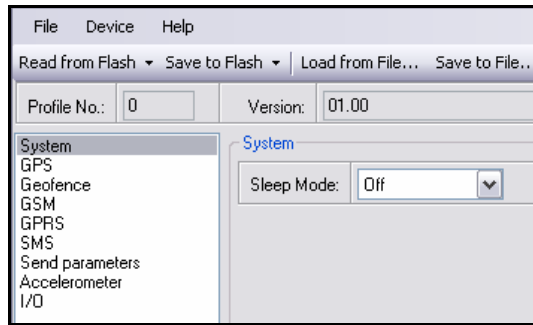 File Device Help
Read from Flash Save to Flash Load from File... Save to File..
Profile No.: 0 Version: 01.00
System
GPS
Geofence
GSM
GPRS
SMS
Send parameters
Accelerometer
I/O
System
Sleep Mode: Off